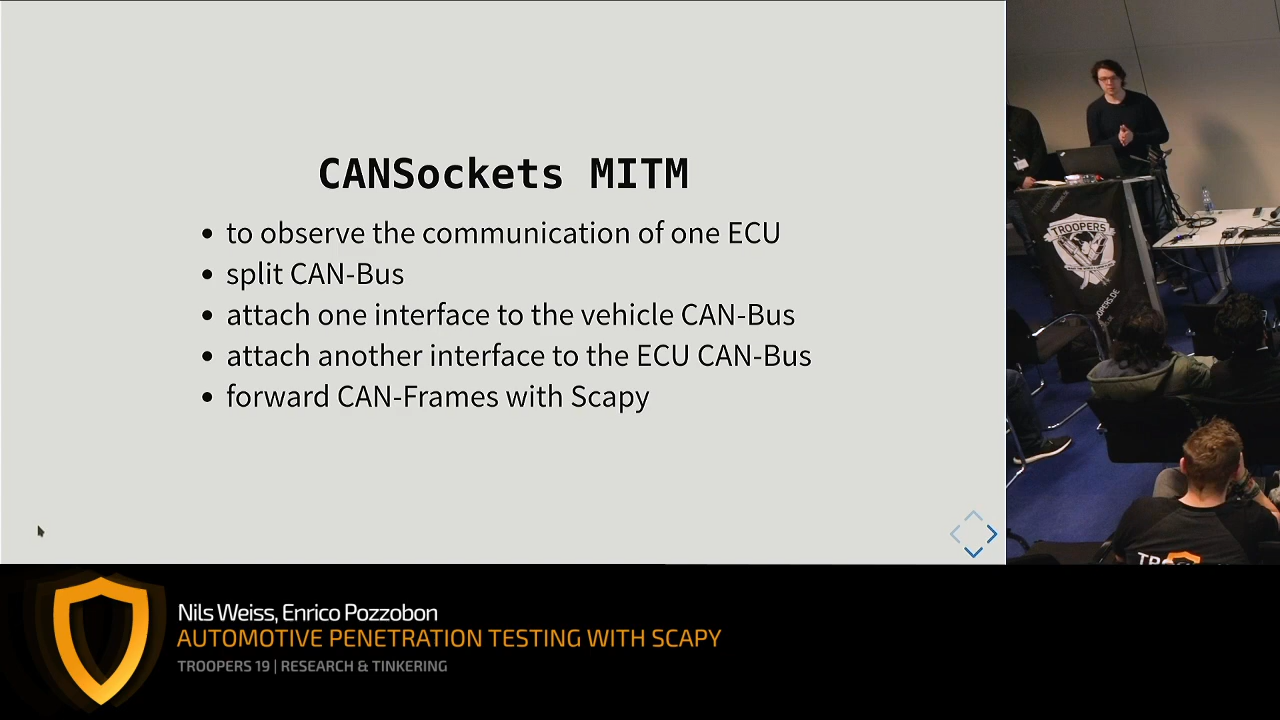 CANSockets MITM
• to observe the communication of one ECU
• split CAN-Bus
• attach one interface to the vehicle CAN-Bus
• attach another interface to the ECU CAN-Bus
• forward CAN-Frames with Scapy
TROOPERS
Nils Weiss, Enrico Pozzobon
AUTOMOTIVE PENETRATION TESTING WITH SCAPY
TROOPERS 19 | RESEARCH & TINKERING